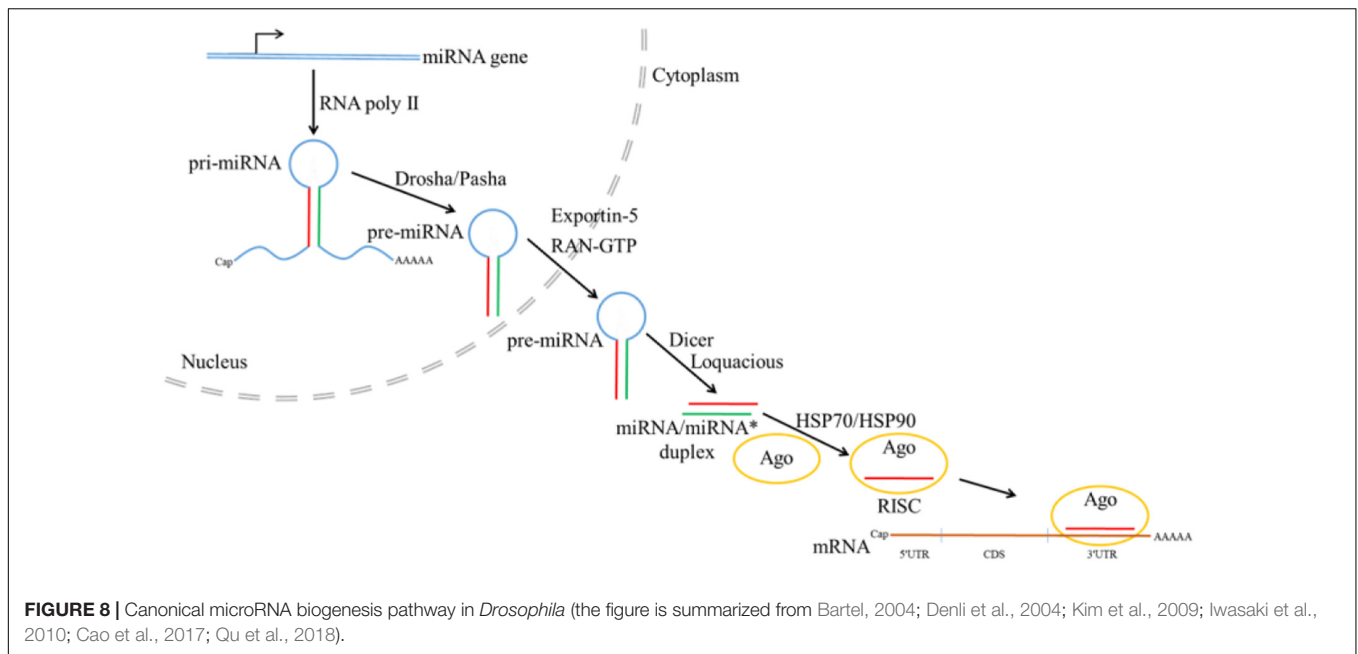 miRNA gene
Cytoplasm
RNA poly II
pri-miRNA
Drosha/Pasha
Cap
AAAAA
pre-miRNA
Exportin-5
RAN-GTP
Nucleus
pre-miRNA
Dicer
Loquacious
miRNA/miRNA*
duplex
HSP70/HSP90
Ago
Ago
RISC
Ago
mRNA
Cap
AAAAA
5'UTR
CDS
3'UTR
FIGURE 8 | Canonical microRNA biogenesis pathway in Drosophila (the figure is summarized from Bartel, 2004; Denli et al., 2004; Kim et al., 2009; Iwasaki et al.,
2010; Cao et al., 2017; Qu et al., 2018).